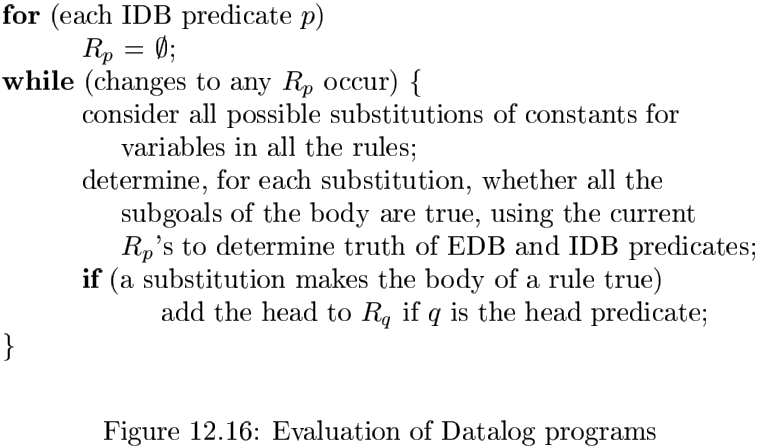 for (each IDB predicate p)
R_p = ∅;
while (changes to any R_p occur) {
consider all possible substitutions of constants for
variables in all the rules;
determine, for each substitution, whether all the
subgoals of the body are true, using the current
R_p's to determine truth of EDB and IDB predicates;
if (a substitution makes the body of a rule true)
add the head to R_q if q is the head predicate;
}
Figure 12.16: Evaluation of Datalog programs